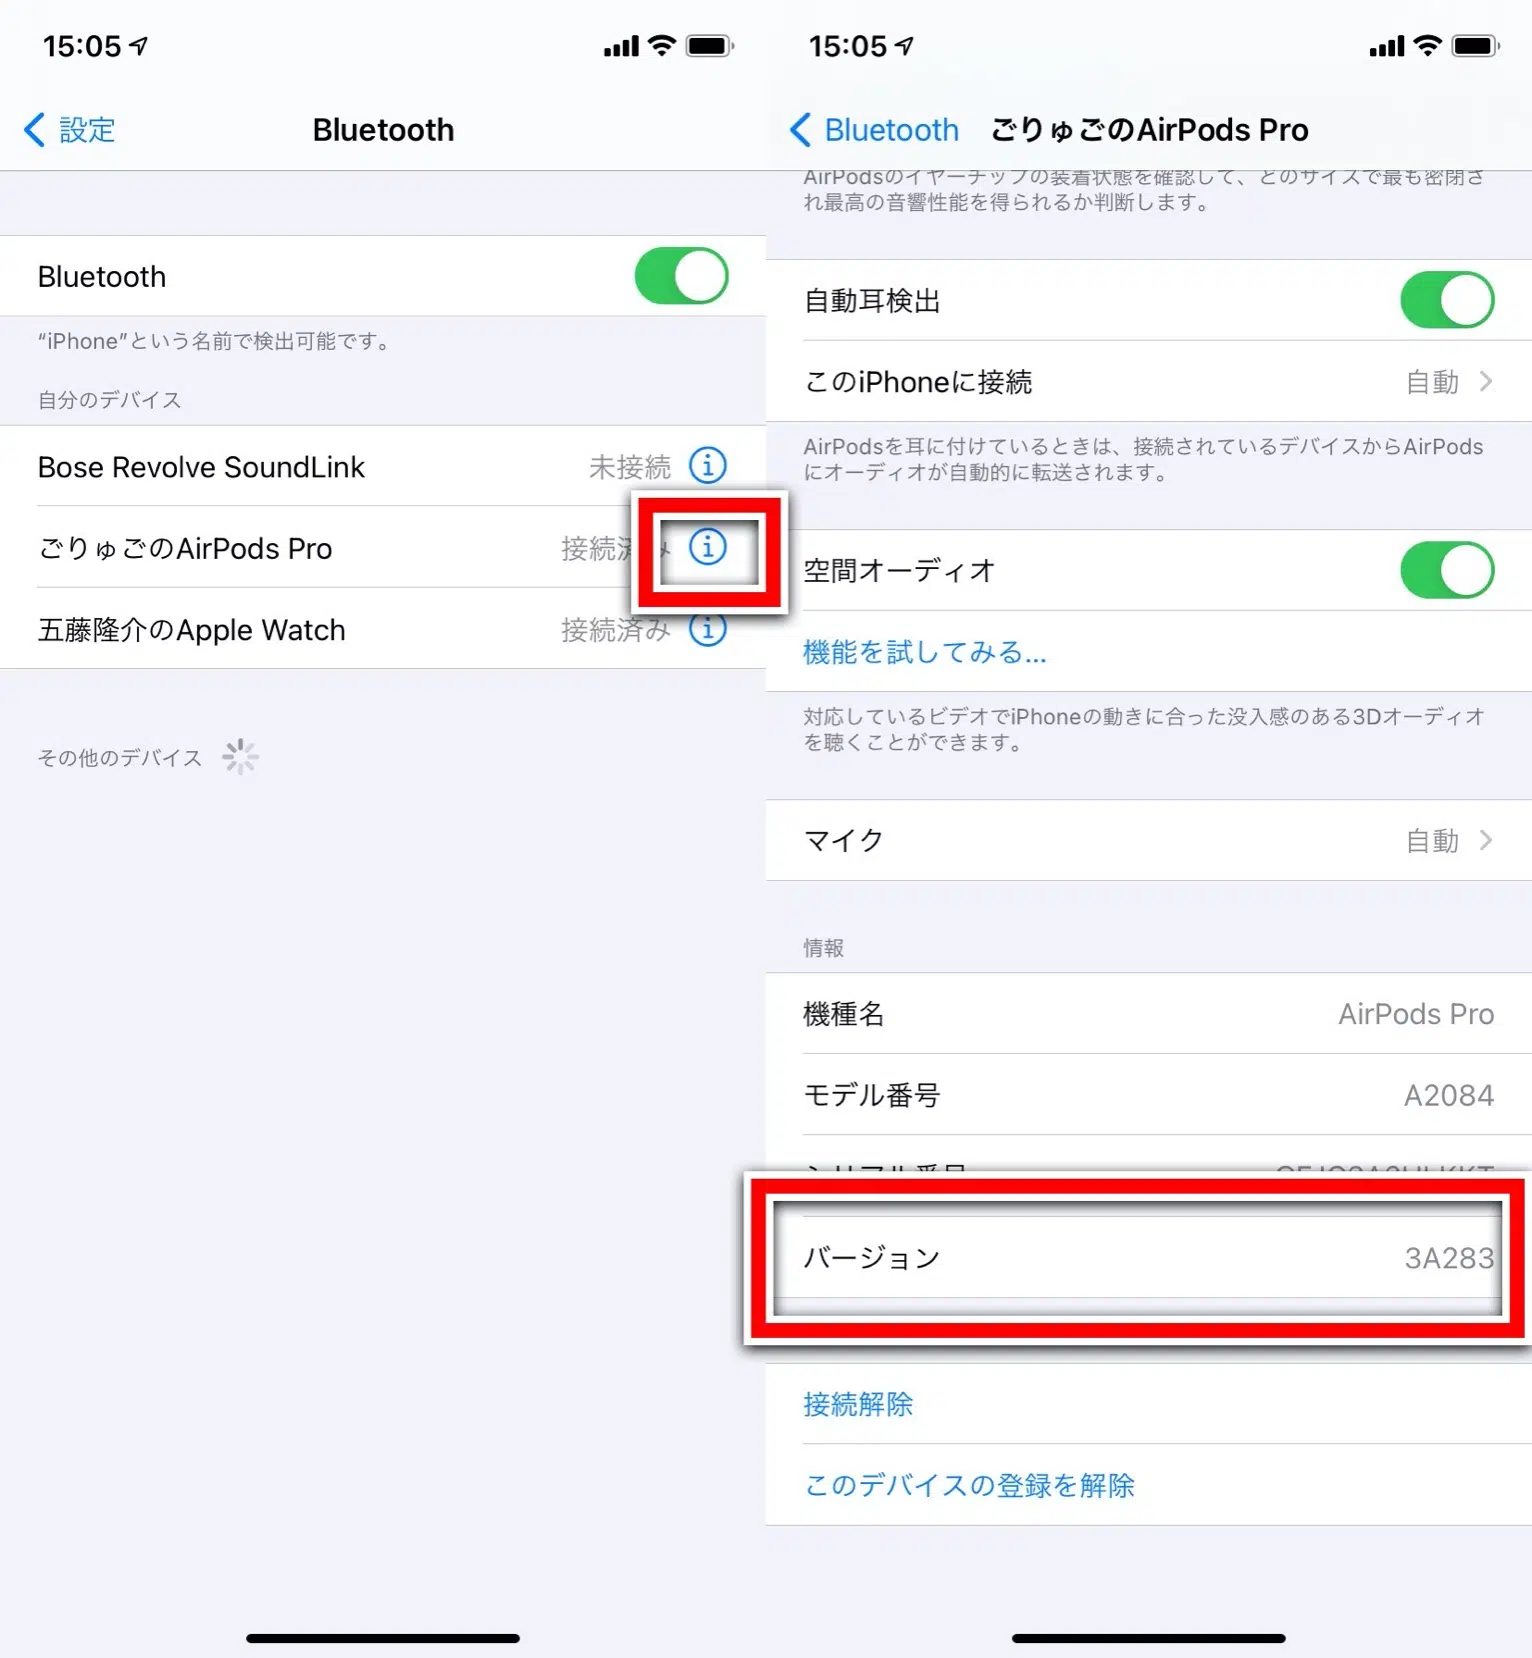 15:05
設定
Bluetooth
Bluetooth
“iPhone”という名前で検出可能です。
自分のデバイス
Bose Revolve SoundLink 未接続
ごりゅごのAirPods Pro 接続済み
五藤隆介のApple Watch 接続済み
その他のデバイス
15:05
Bluetooth ごりゅごのAirPods Pro
AirPodsのイヤーチップの装着状態を確認して、どのサイズで最も密閉さ
れ最高の音響性能を得られるか判断します。
自動耳検出
このiPhoneに接続 自動
AirPodsを耳に付けているときは、接続されているデバイスからAirPods
にオーディオが自動的に転送されます。
空間オーディオ
機能を試してみる...
対応しているビデオでiPhoneの動きに合った没入感のある3Dオーディオ
を聴くことができます。
マイク 自動
情報
機種名 AirPods Pro
モデル番号 A2084
シリアル番号
バージョン 3A283
接続解除
このデバイスの登録を解除